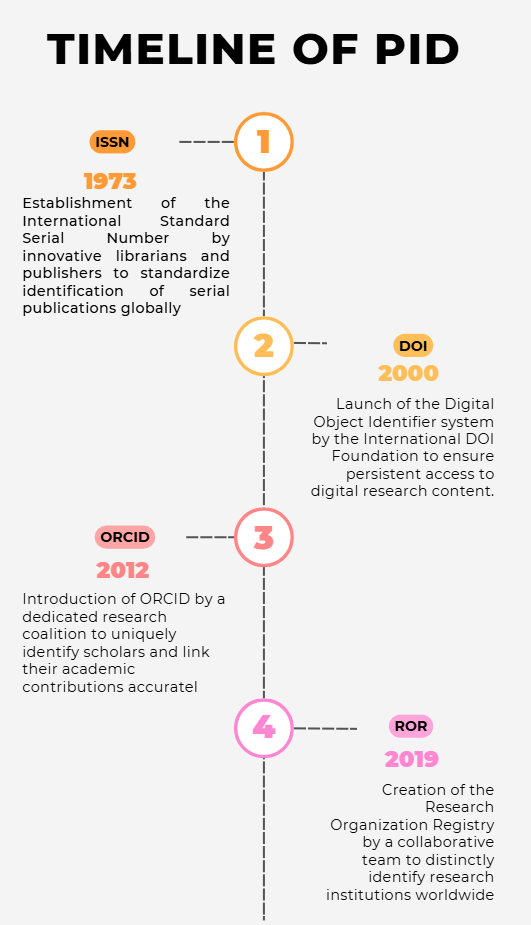 TIMELINE OF PID
1
ISSN
1973
Establishment of the
International Standard
Serial Number by
innovative librarians and
publishers to standardize
identification of serial
publications globally
2
DOI
2000
Launch of the Digital
Object Identifier system
by the International DOI
Foundation to ensure
persistent access to
digital research content.
3
ORCID
2012
Introduction of ORCID by a
dedicated research
coalition to uniquely
identify scholars and link
their academic
contributions accuratel
4
ROR
2019
Creation of the
Research
Organization Registry
by a collaborative
team to distinctly
identify research
institutions worldwide